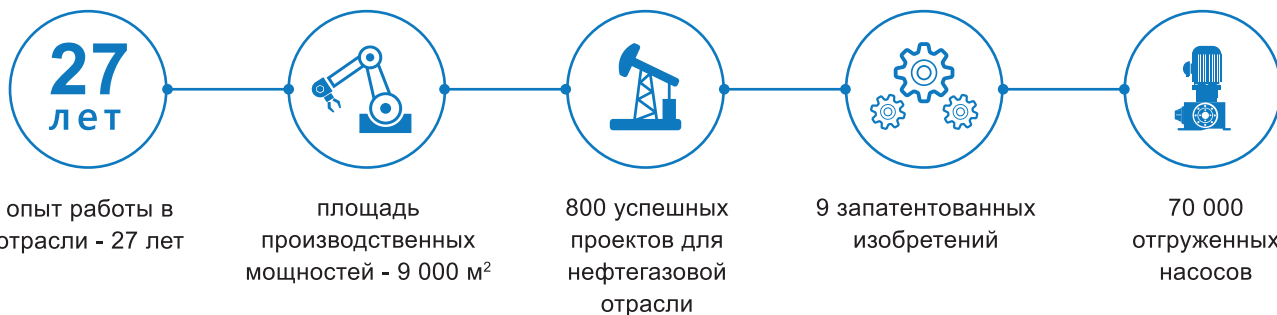 27
лет
опыт работы в
отрасли - 27 лет
площадь
производственных
мощностей - 9 000 м²
800 успешных
проектов для
нефтегазовой
отрасли
9 запатентованных
изобретений
70 000
отгруженных
насосов